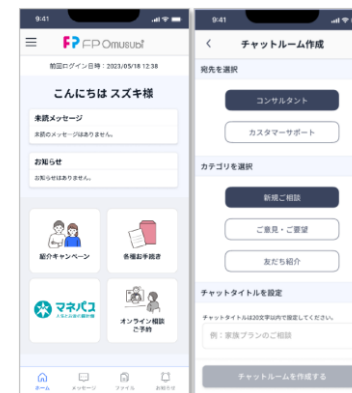 9:41
FP OMUSUBI
前回ログイン日時：2023/05/18 12:38
こんにちは スズキ様
未読メッセージ
未読のメッセージはありません。
お知らせ
お知らせはありません。
紹介キャンペーン
各種お手続き
マネパス
オンライン相談
ご予約
ホーム
メッセージ
ファイル
お知らせ
9:41
チャットルーム作成
宛先を選択
コンサルタント
カスタマーサポート
カテゴリを選択
新規ご相談
ご意見・ご要望
友だち紹介
チャットタイトルを設定
チャットタイトルは20文字以内で設定してください。
例：家族プランのご相談
チャットルームを作成する